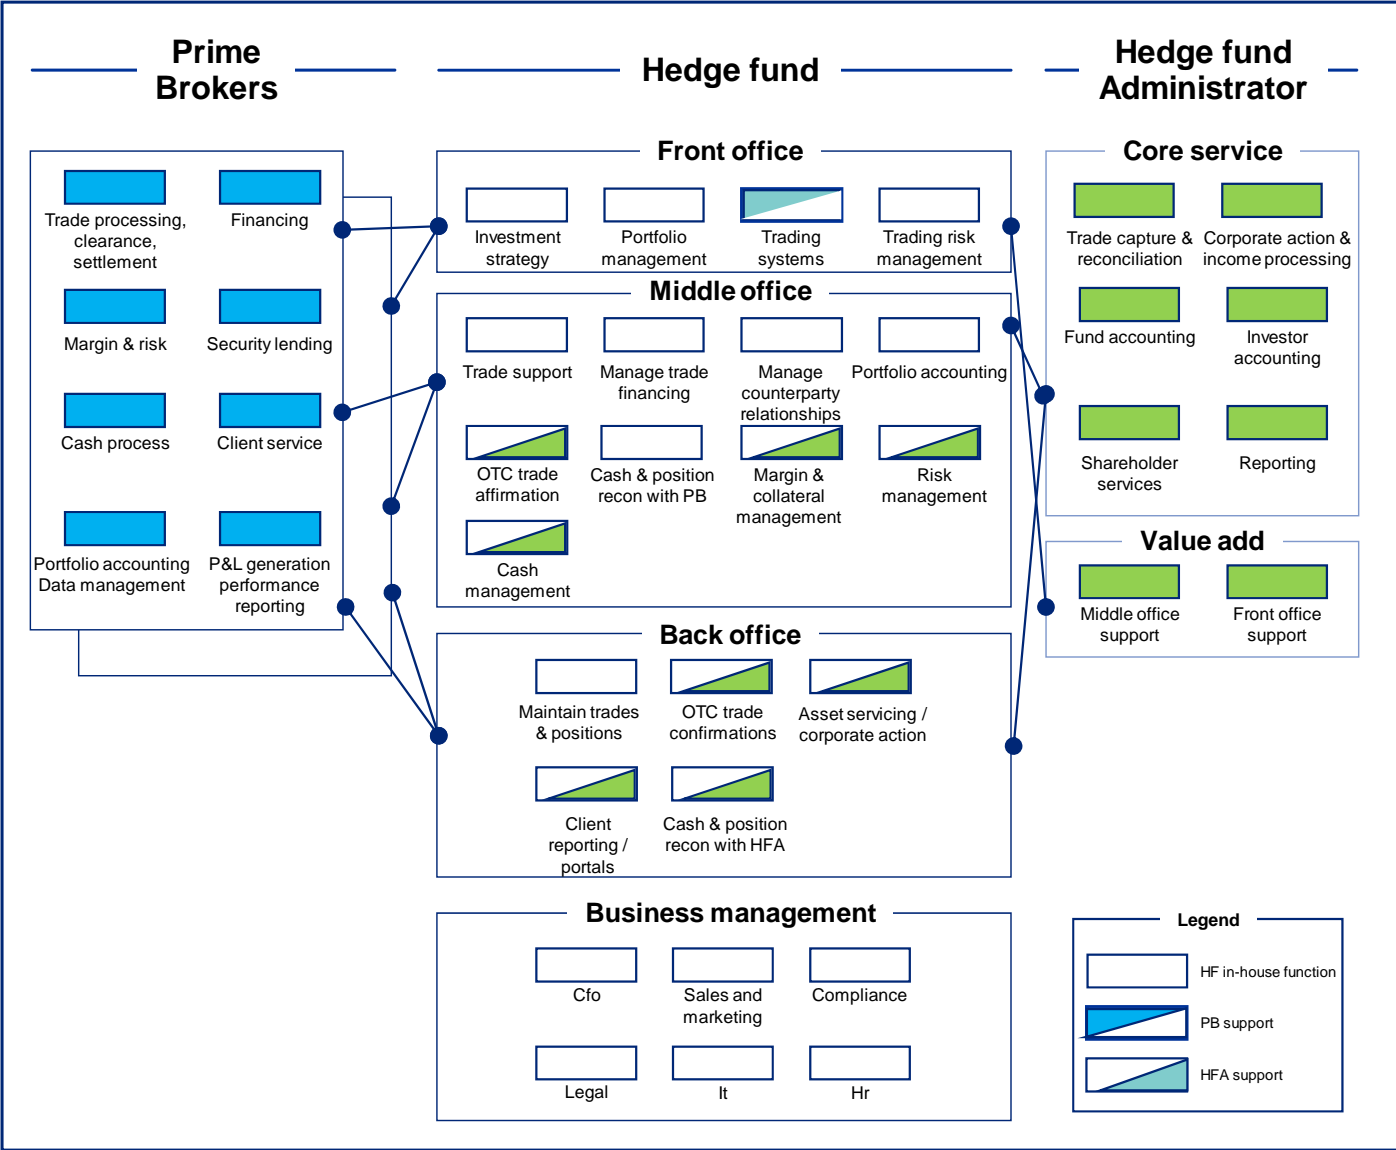 Prime
Brokers
Hedge fund
Hedge fund
Administrator
Trade processing,
clearance,
settlement
Financing
Margin & risk
Security lending
Cash process
Client service
Portfolio accounting
Data management
P&L generation
performance
reporting
Front office
Investment
strategy
Portfolio
management
Trading
systems
Trading risk
management
Middle office
Trade support
Manage trade
financing
Manage
counterparty
relationships
Portfolio accounting
OTC trade
affirmation
Cash & position
recon with PB
Margin &
collateral
management
Risk
management
Cash
management
Back office
Maintain trades
& positions
OTC trade
confirmations
Asset servicing /
corporate action
Client
reporting /
portals
Cash & position
recon with HFA
Business management
Cfo
Sales and
marketing
Compliance
Legal
It
Hr
Core service
Trade capture &
reconciliation
Corporate action &
income processing
Fund accounting
Investor
accounting
Shareholder
services
Reporting
Value add
Middle office
support
Front office
support
Legend
HF in-house function
PB support
HFA support